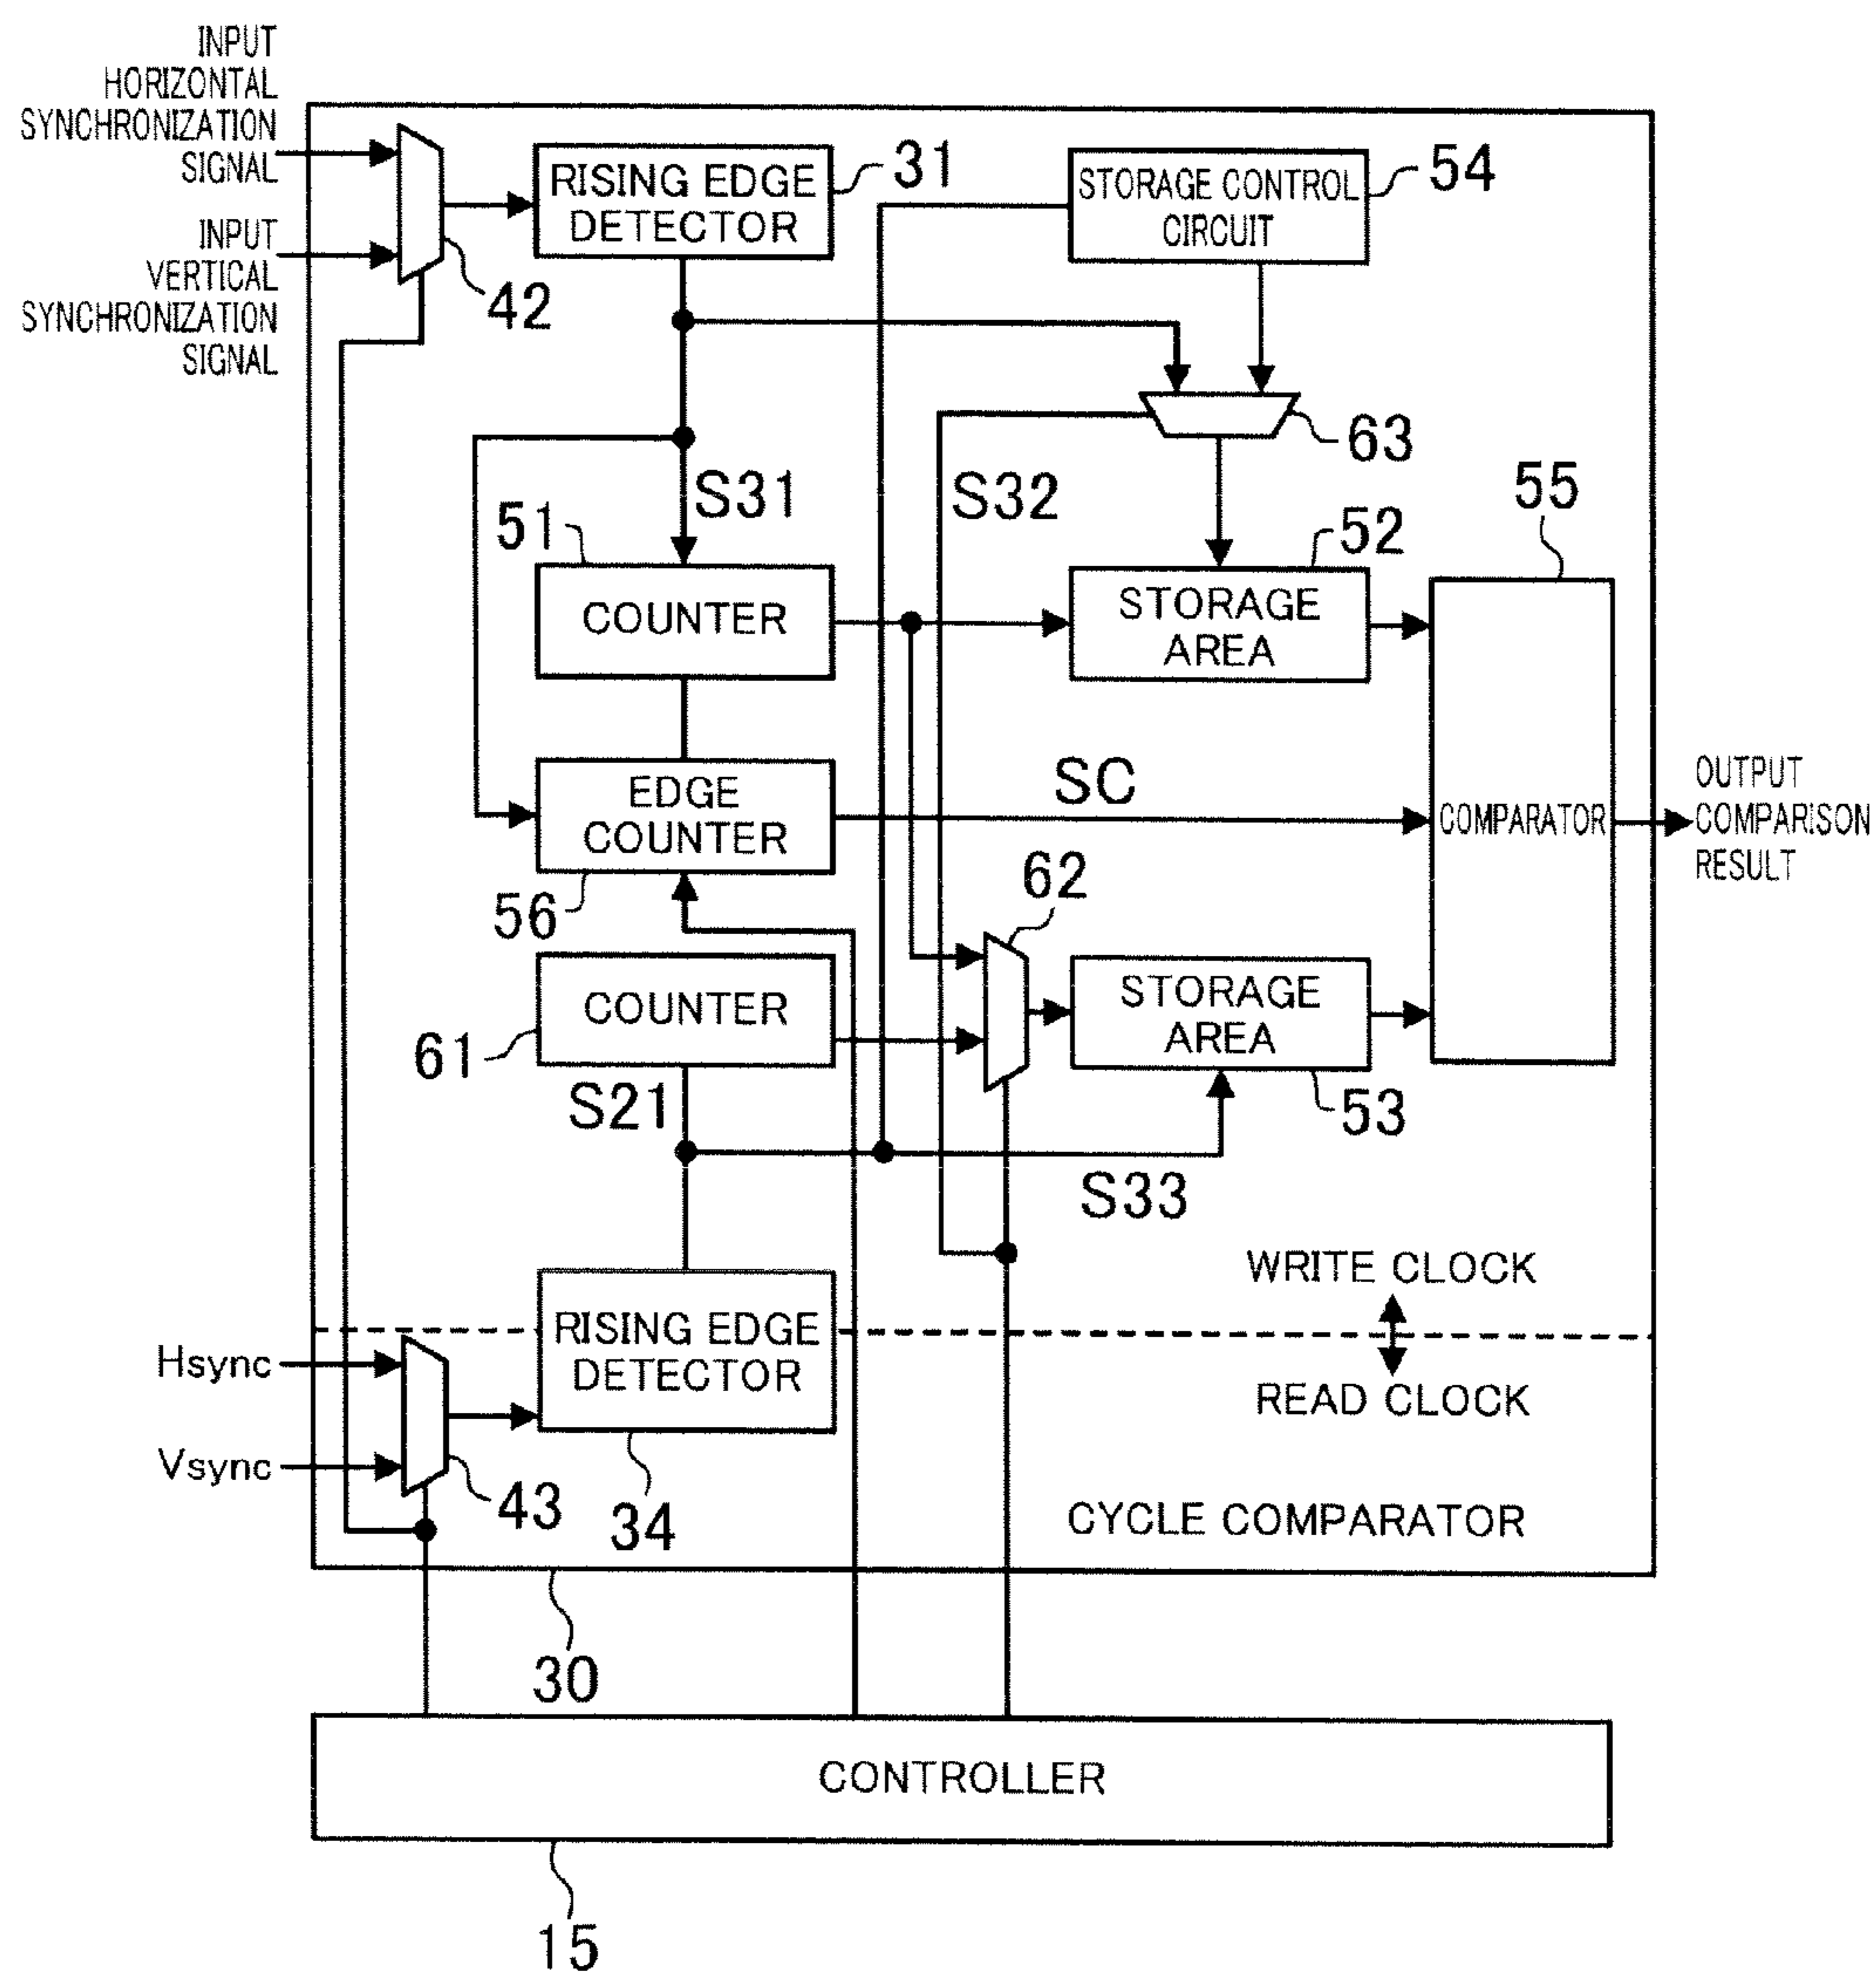 INPUT
HORIZONTAL
SYNCHRONIZATION
SIGNAL
INPUT
VERTICAL
SYNCHRONIZATION
SIGNAL
42
RISING EDGE
DETECTOR
31
STORAGE CONTROL
CIRCUIT
54
63
S31
S32
51
COUNTER
52
STORAGE
AREA
55
COMPARATOR
OUTPUT
COMPARISON
RESULT
EDGE
COUNTER
56
SC
62
COUNTER
61
STORAGE
AREA
53
S21
S33
WRITE CLOCK
READ CLOCK
Hsync
Vsync
43
RISING EDGE
DETECTOR
34
CYCLE COMPARATOR
30
CONTROLLER
15